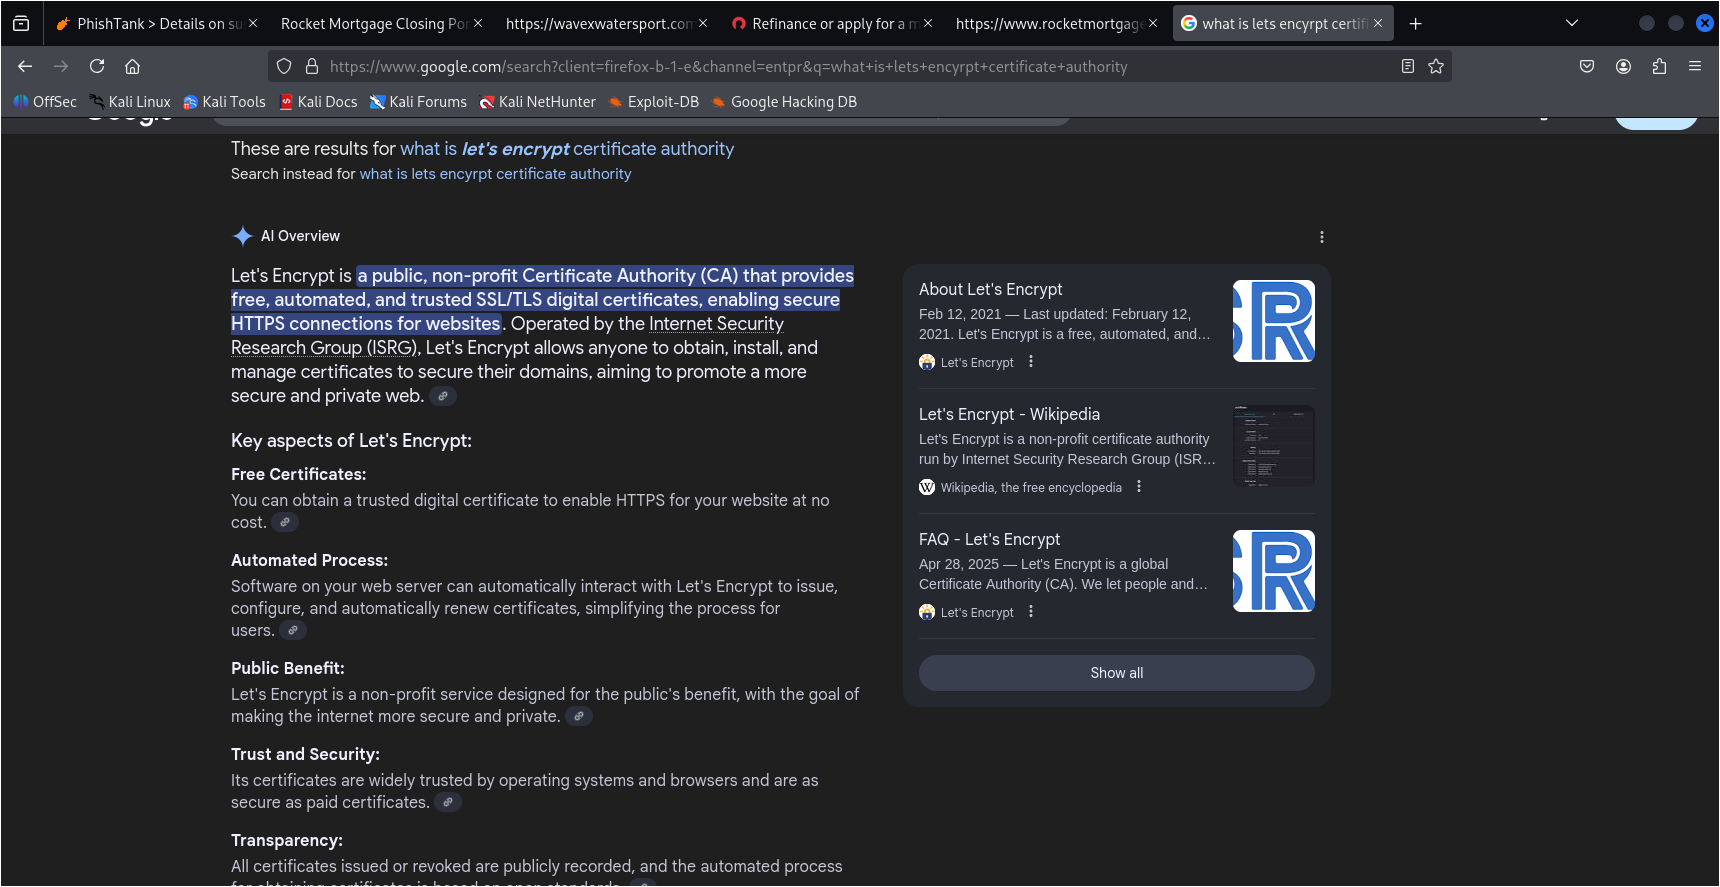 PhishTank > Details on su
Rocket Mortgage Closing Por
https://wavexwatersport.com
Refinance or apply for a m
https://www.rocketmortgage
what is lets encyrpt certifi
https://www.google.com/search?client=firefox-b-1-e&channel=entpr&q=what+is+lets+encyrpt+certificate+authority
OffSec
Kali Linux
Kali Tools
Kali Docs
Kali Forums
Kali NetHunter
Exploit-DB
Google Hacking DB
Google
These are results for what is let's encrypt certificate authority
Search instead for what is lets encyrpt certificate authority
AI Overview
Let's Encrypt is a public, non-profit Certificate Authority (CA) that provides
free, automated, and trusted SSL/TLS digital certificates, enabling secure
HTTPS connections for websites. Operated by the Internet Security
Research Group (ISRG), Let's Encrypt allows anyone to obtain, install, and
manage certificates to secure their domains, aiming to promote a more
secure and private web.
Key aspects of Let's Encrypt:
Free Certificates:
You can obtain a trusted digital certificate to enable HTTPS for your website at no
cost.
Automated Process:
Software on your web server can automatically interact with Let's Encrypt to issue,
configure, and automatically renew certificates, simplifying the process for
users.
Public Benefit:
Let's Encrypt is a non-profit service designed for the public's benefit, with the goal of
making the internet more secure and private.
Trust and Security:
Its certificates are widely trusted by operating systems and browsers and are as
secure as paid certificates.
Transparency:
All certificates issued or revoked are publicly recorded, and the automated process
for obtaining certificates is based on open standards.
About Let's Encrypt
Feb 12, 2021 — Last updated: February 12,
2021. Let's Encrypt is a free, automated, and...
Let's Encrypt
Let's Encrypt - Wikipedia
Let's Encrypt is a non-profit certificate authority
run by Internet Security Research Group (ISR...
Wikipedia, the free encyclopedia
FAQ - Let's Encrypt
Apr 28, 2025 — Let's Encrypt is a global
Certificate Authority (CA). We let people and...
Let's Encrypt
Show all